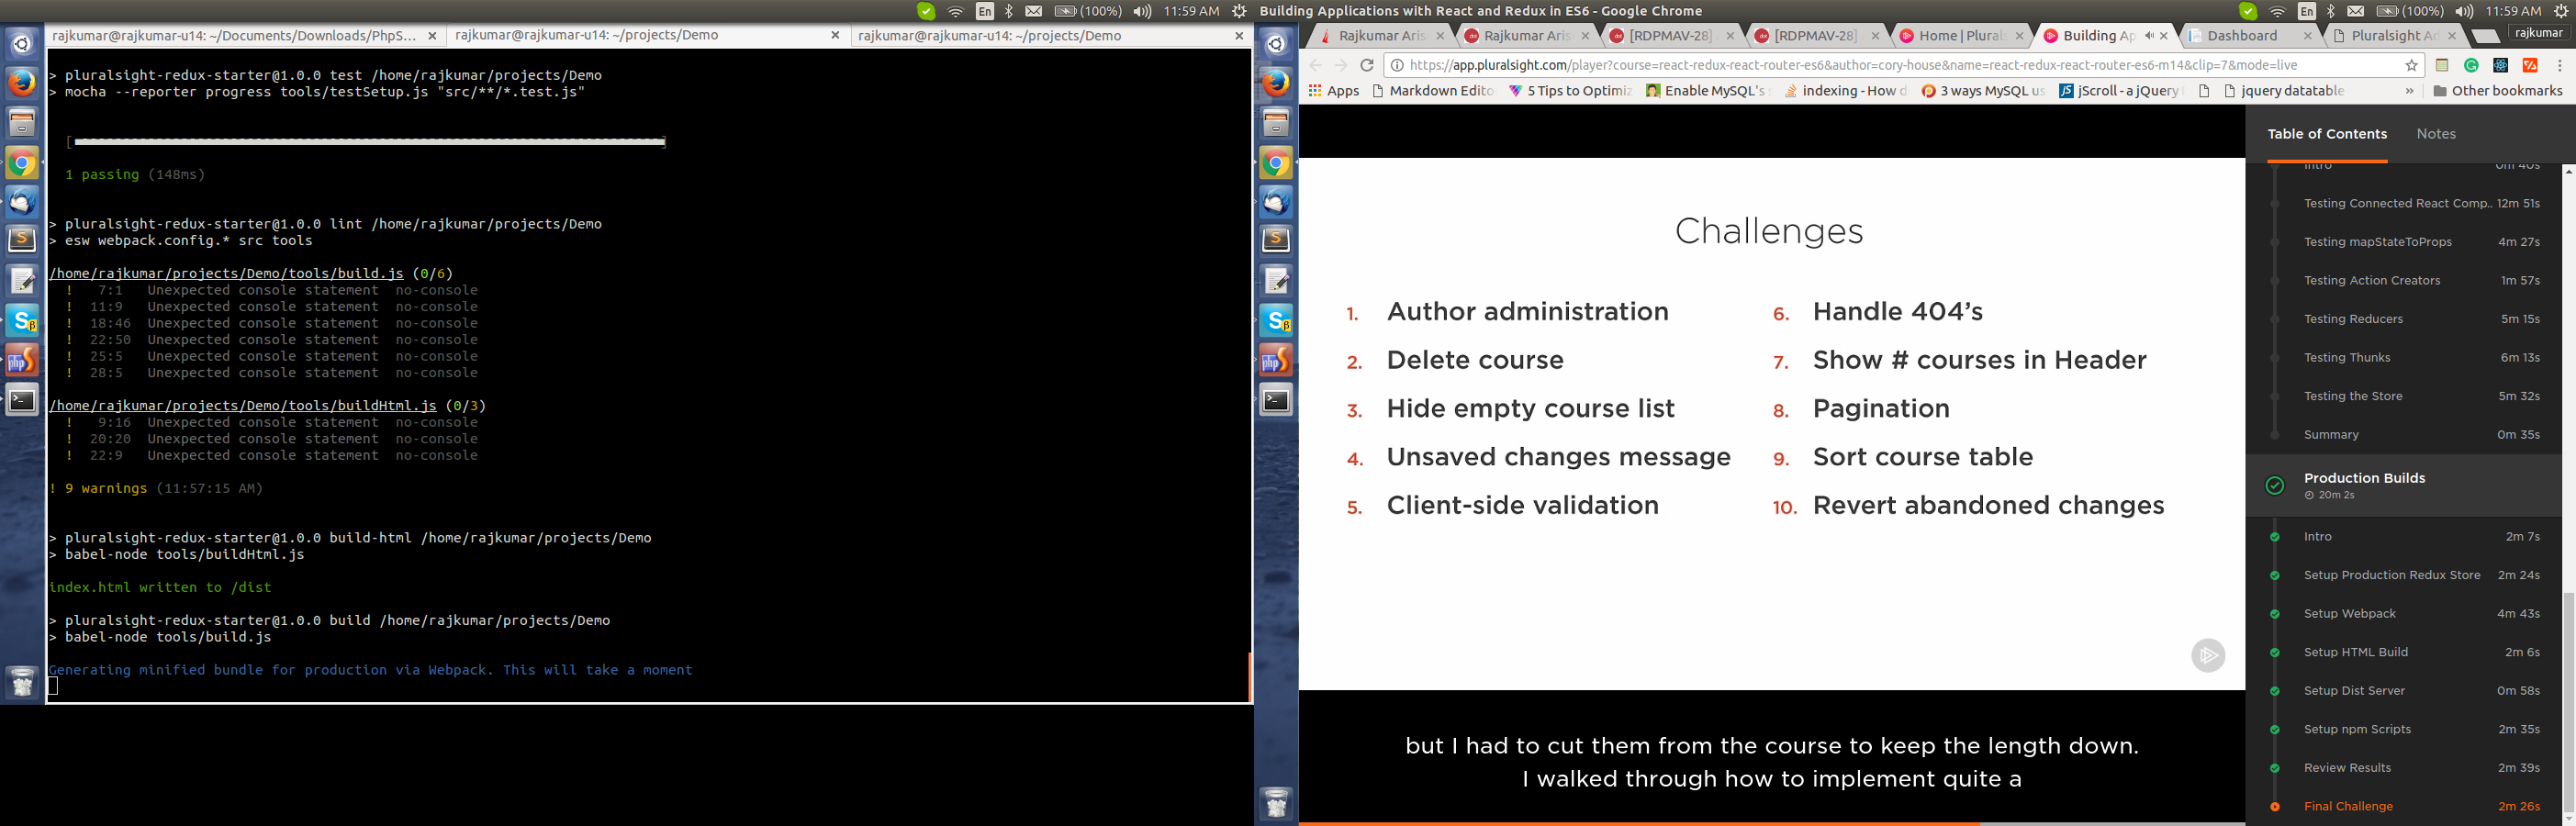 En (100%) 11:59 AM
rajkumar@rajkumar-u14: ~/Documents/Downloads/PhpS... × rajkumar@rajkumar-u14: ~/projects/Demo × rajkumar@rajkumar-u14: ~/projects/Demo ×
> pluralsight-redux-starter@1.0.0 test /home/rajkumar/projects/Demo
> mocha --reporter progress tools/testSetup.js "src/**/*.test.js"
1 passing (148ms)
> pluralsight-redux-starter@1.0.0 lint /home/rajkumar/projects/Demo
> esw webpack.config.* src tools
/home/rajkumar/projects/Demo/tools/build.js (0/6)
! 7:1 Unexpected console statement no-console
! 11:9 Unexpected console statement no-console
! 18:46 Unexpected console statement no-console
! 22:50 Unexpected console statement no-console
! 25:5 Unexpected console statement no-console
! 28:5 Unexpected console statement no-console
/home/rajkumar/projects/Demo/tools/buildHtml.js (0/3)
! 9:16 Unexpected console statement no-console
! 20:20 Unexpected console statement no-console
! 22:9 Unexpected console statement no-console
! 9 warnings (11:57:15 AM)
> pluralsight-redux-starter@1.0.0 build-html /home/rajkumar/projects/Demo
> babel-node tools/buildHtml.js
index.html written to /dist
> pluralsight-redux-starter@1.0.0 build /home/rajkumar/projects/Demo
> babel-node tools/build.js
Generating minified bundle for production via Webpack. This will take a moment
Building Applications with React and Redux in ES6 - Google Chrome En (100%) 11:59 AM
Rajkumar Aris × Rajkumar Aris × [RDPMAV-28] × [RDPMAV-28] × Home | Plurals × Building Ap × Dashboard × Pluralsight Ad × rajkumar
https://app.pluralsight.com/player?course=react-redux-react-router-es6&author=cory-house&name=react-redux-react-router-es6-m14&clip=7&mode=live
Apps Markdown Edito 5 Tips to Optimiz Enable MySQL's indexing - How d 3 ways MySQL us jScroll - a jQuery jquery datatable » Other bookmarks
Challenges
1. Author administration
2. Delete course
3. Hide empty course list
4. Unsaved changes message
5. Client-side validation
6. Handle 404's
7. Show # courses in Header
8. Pagination
9. Sort course table
10. Revert abandoned changes
but I had to cut them from the course to keep the length down.
I walked through how to implement quite a
Table of Contents Notes
Intro 0m 40s
Testing Connected React Comp.. 12m 51s
Testing mapStateToProps 4m 27s
Testing Action Creators 1m 57s
Testing Reducers 5m 15s
Testing Thunks 6m 13s
Testing the Store 5m 32s
Summary 0m 35s
Production Builds
20m 2s
Intro 2m 7s
Setup Production Redux Store 2m 24s
Setup Webpack 4m 43s
Setup HTML Build 2m 6s
Setup Dist Server 0m 58s
Setup npm Scripts 2m 35s
Review Results 2m 39s
Final Challenge 2m 26s